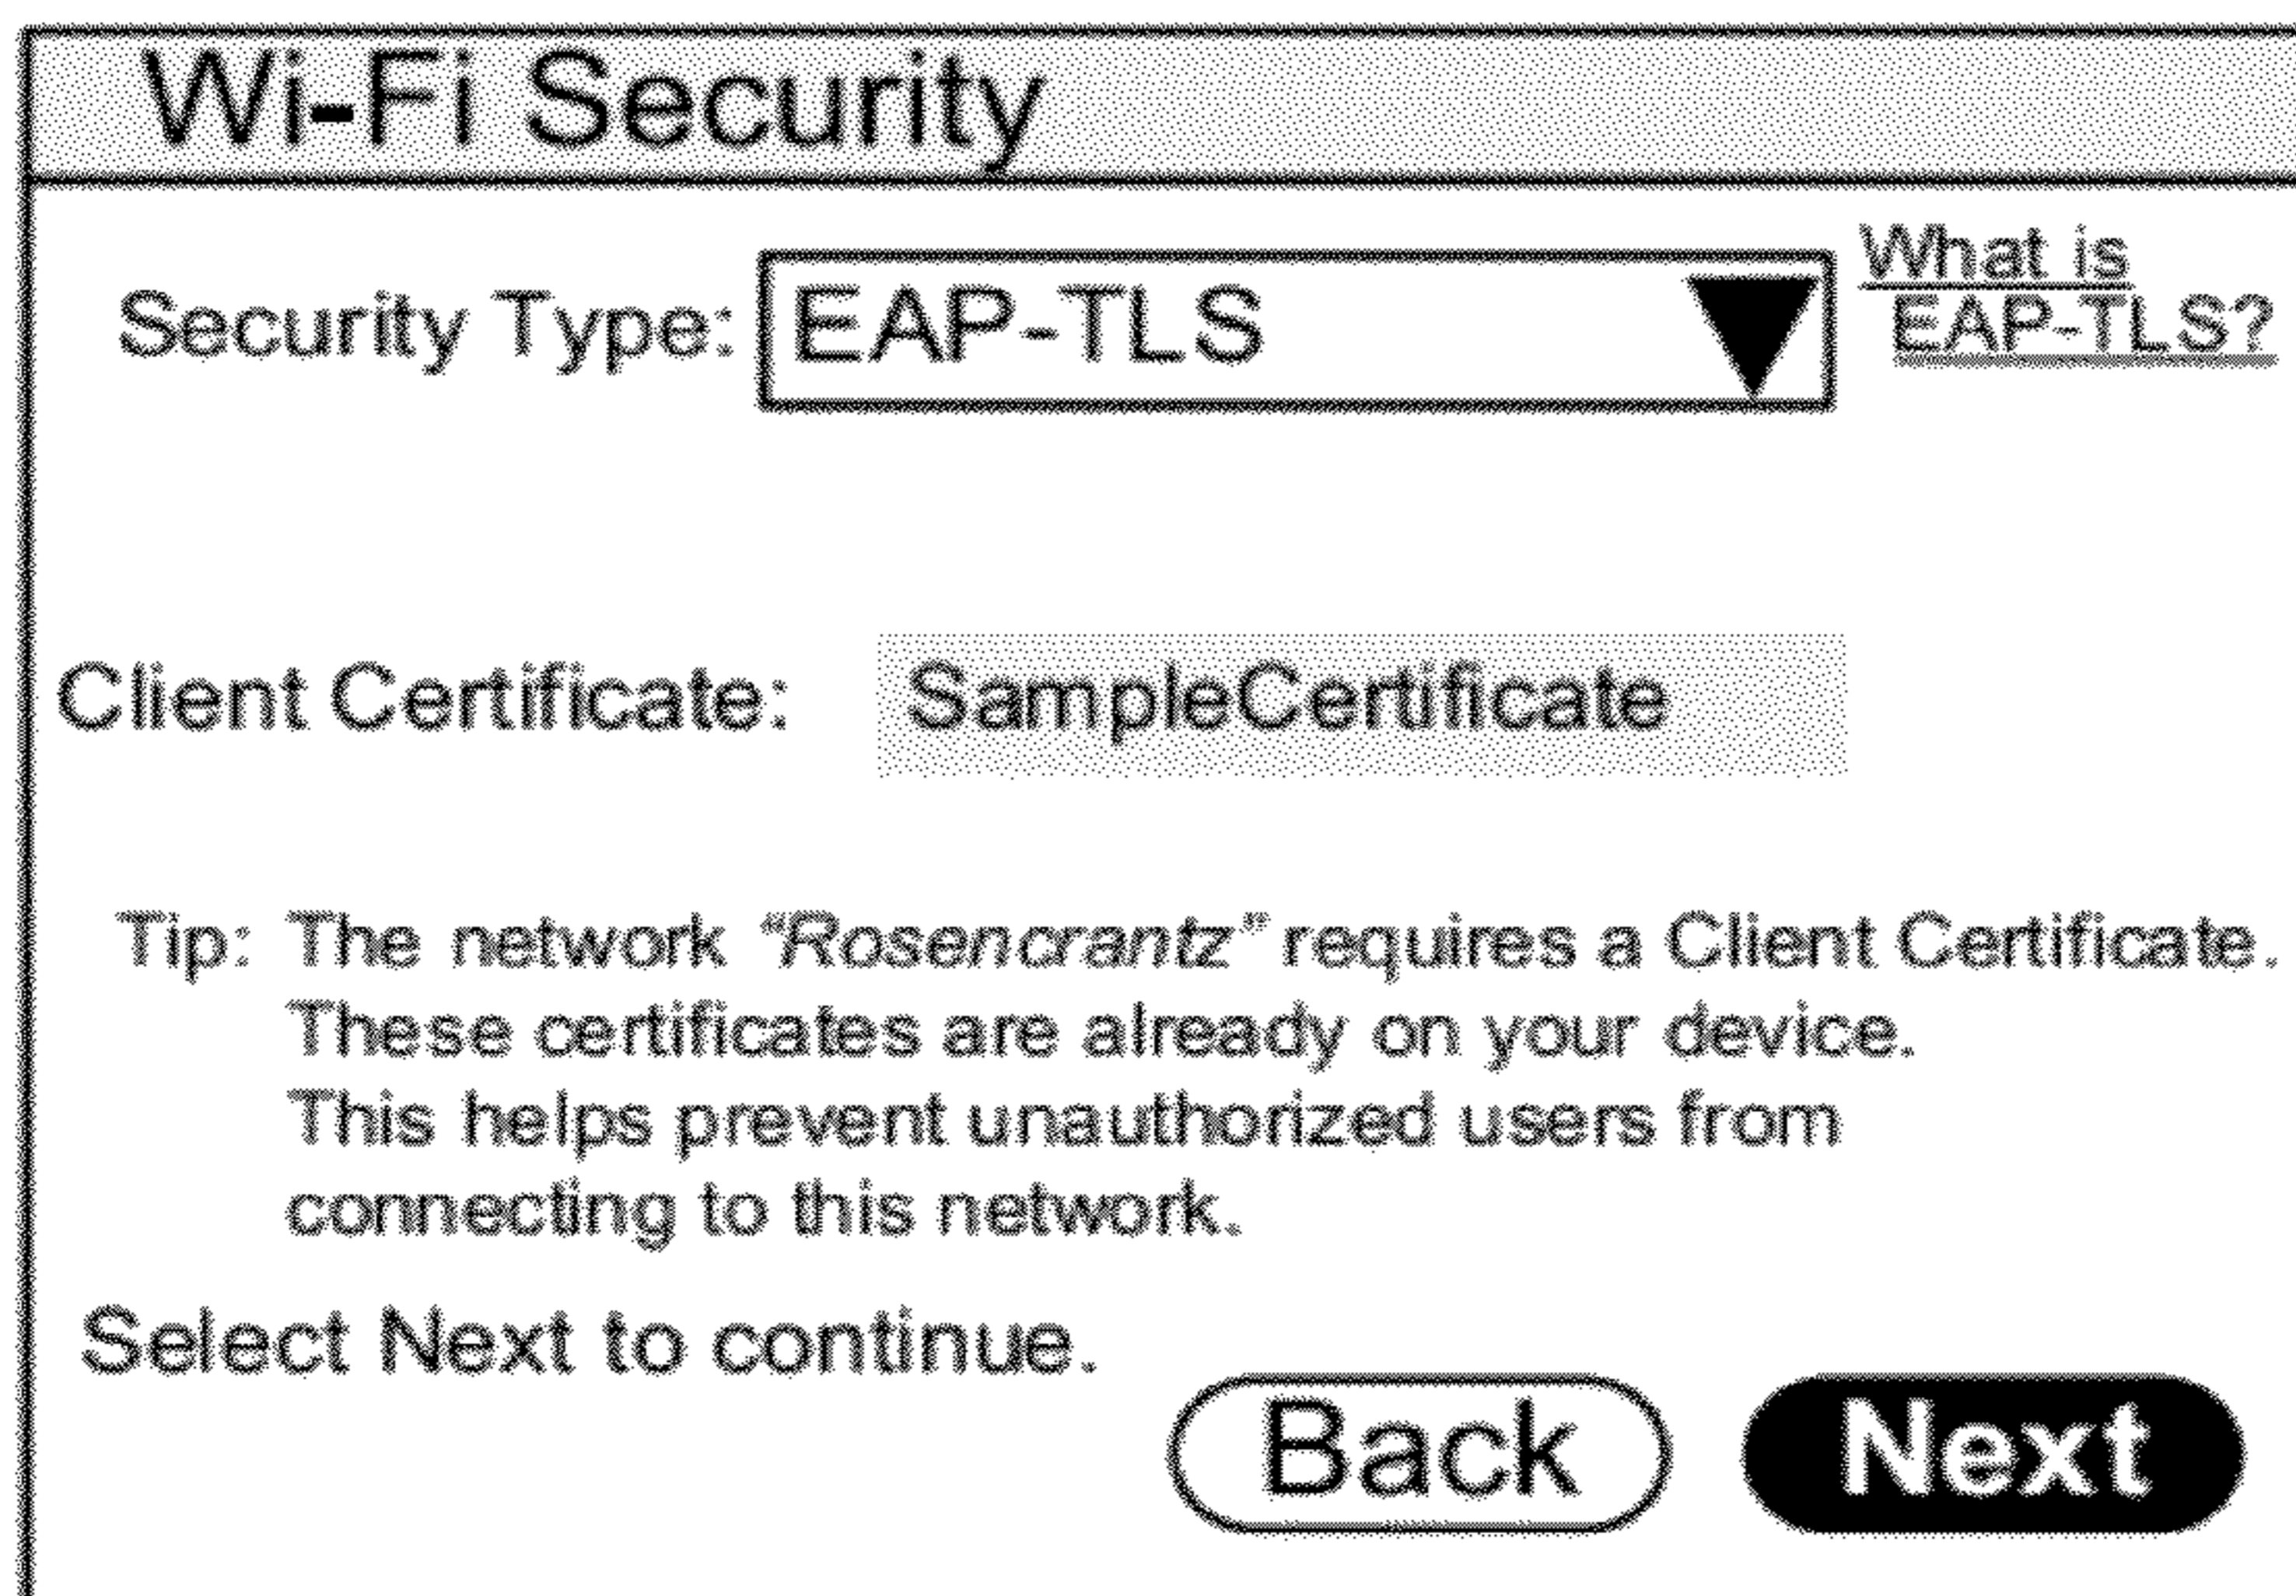 Wi-Fi Security
Security Type: EAP-TLS
What is
EAP-TLS?
Client Certificate: SampleCertificate
Tip: The network “Rosencrantz” requires a Client Certificate.
These certificates are already on your device.
This helps prevent unauthorized users from
connecting to this network.
Select Next to continue.
Back Next